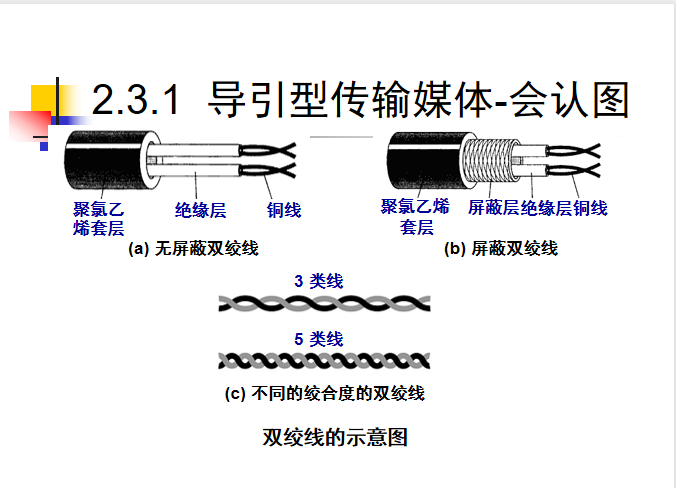 2.3.1 导引型传输媒体-会认图
聚氯乙
烯套层
绝缘层
铜线
(a) 无屏蔽双绞线
聚氯乙烯
套层
屏蔽层
绝缘层
铜线
(b) 屏蔽双绞线
3 类线
5 类线
(c) 不同的绞合度的双绞线
双绞线的示意图